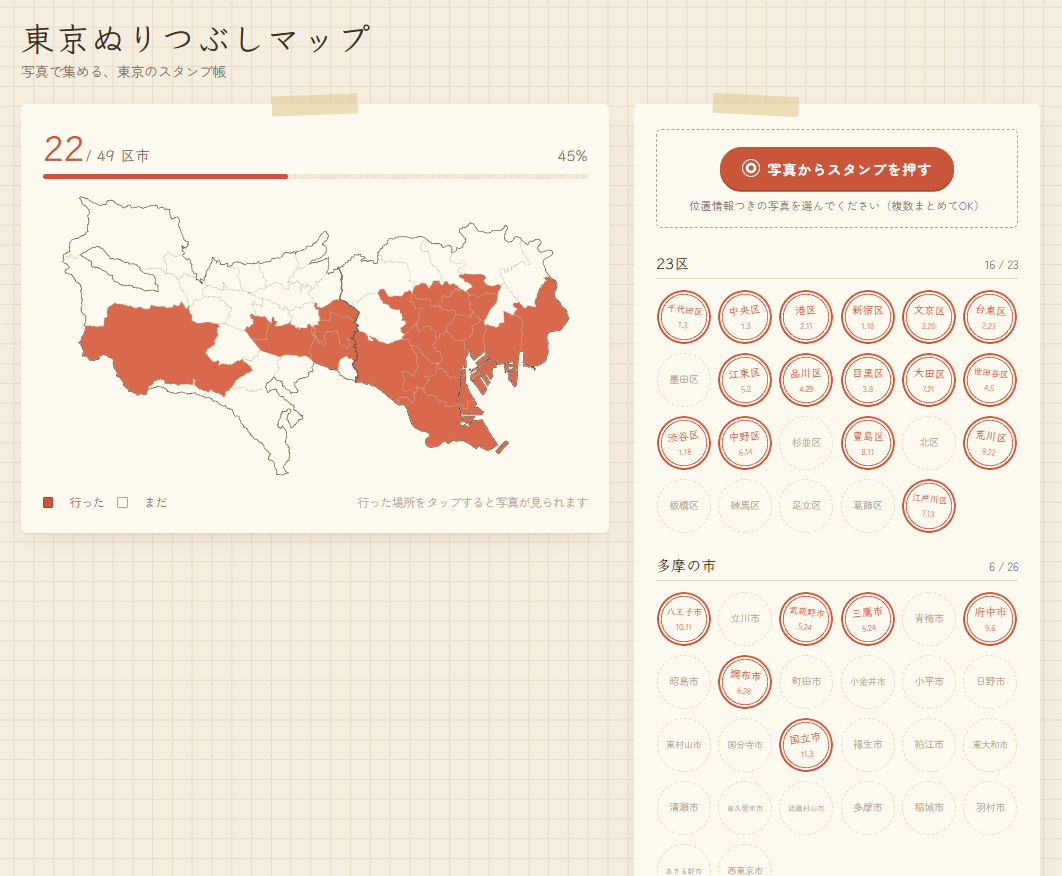 東京ぬりつぶしマップ
写真で集める、東京のスタンプ帳
22 / 49 区市
45%
行った
まだ
行った場所をタップすると写真が見られます
写真からスタンプを押す
位置情報つきの写真を選んでください（複数まとめてOK）
23区
16 / 23
千代田区
1.3
中央区
1.3
港区
2.11
新宿区
1.18
文京区
3.20
台東区
2.23
墨田区
江東区
5.2
品川区
4.29
目黒区
3.8
大田区
7.21
世田谷区
4.5
渋谷区
1.18
中野区
6.14
杉並区
豊島区
8.11
北区
荒川区
9.22
板橋区
練馬区
足立区
葛飾区
江戸川区
7.13
多摩の市
6 / 26
八王子市
10.11
立川市
武蔵野市
5.24
三鷹市
5.24
青梅市
府中市
9.6
昭島市
調布市
6.28
町田市
小金井市
小平市
日野市
東村山市
国分寺市
国立市
11.3
福生市
狛江市
東大和市
清瀬市
東久留米市
武蔵村山市
多摩市
稲城市
羽村市
あきる野市
西東京市